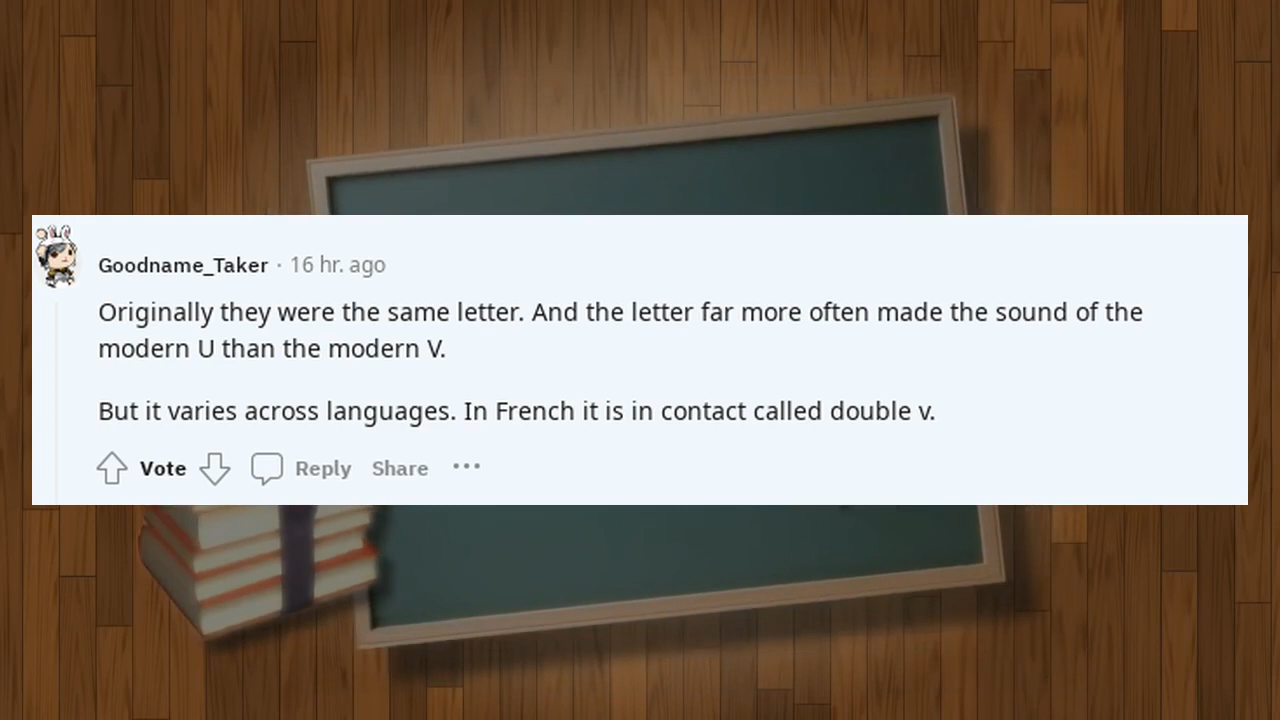 Goodname_Taker · 16 hr. ago
Originally they were the same letter. And the letter far more often made the sound of the
modern U than the modern V.
But it varies across languages. In French it is in contact called double v.
Vote Reply Share ···